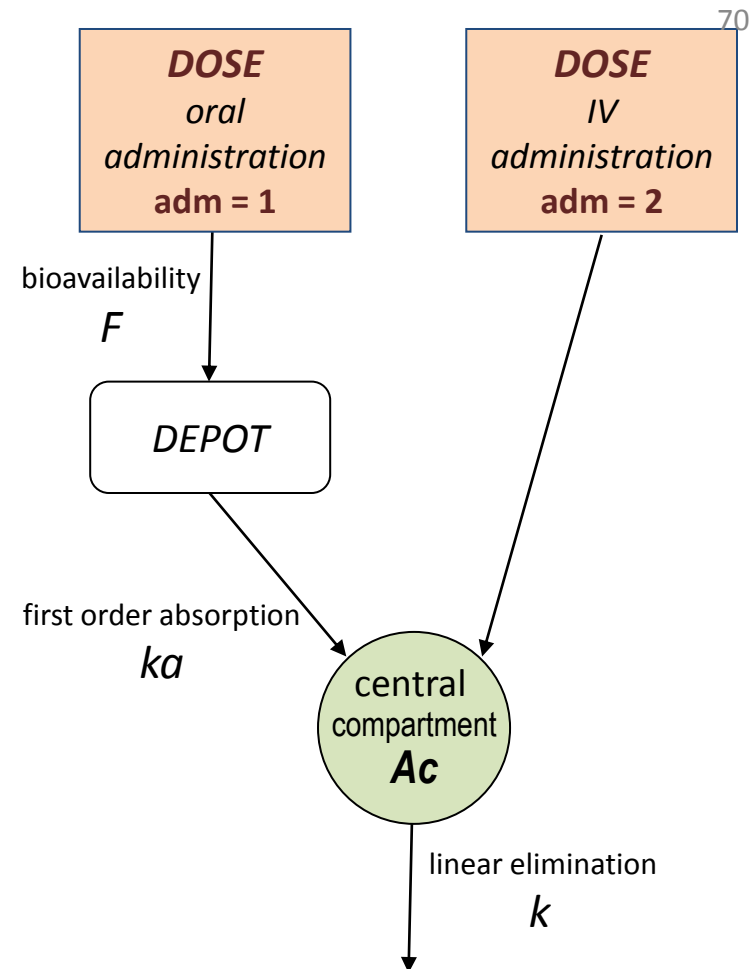 70
DOSE
oral
administration
adm = 1
DOSE
IV
administration
adm = 2
bioavailability
F
DEPOT
first order absorption
ka
central
compartment
Ac
linear elimination
k